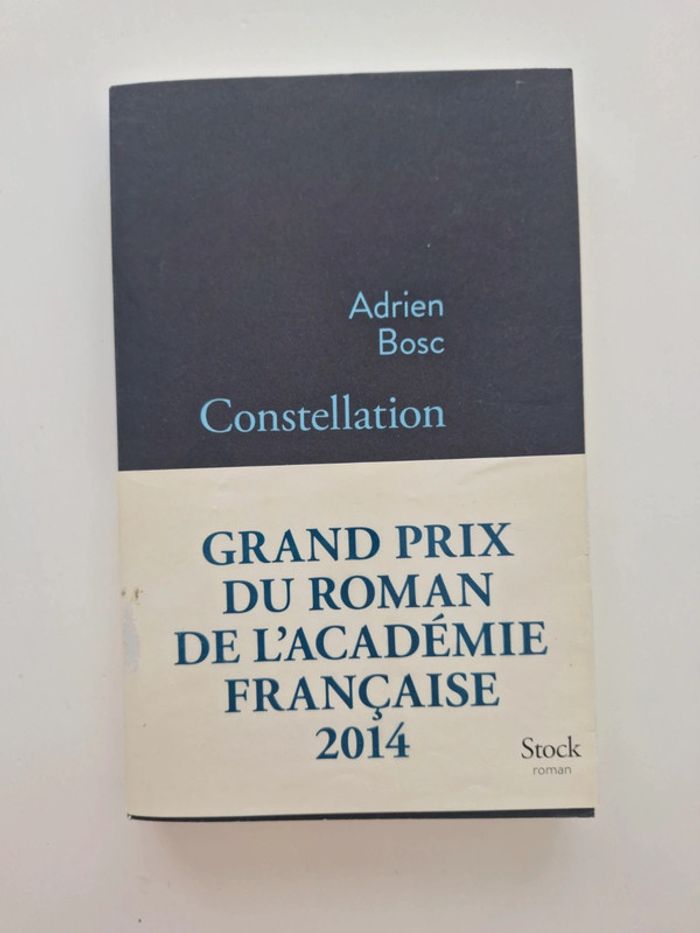 Adrien
Bosc
Constellation
GRAND PRIX
DU ROMAN
DE L'ACADÉMIE
FRANÇAISE
2014
Stock
roman